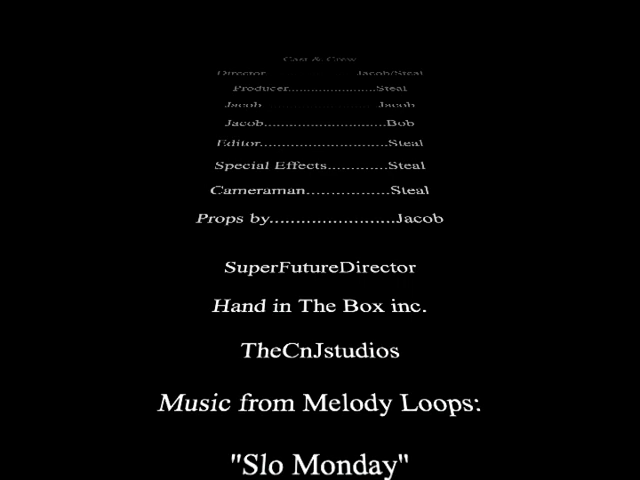 Cast & Crew
Director......................Jacob/Steal
Producer......................Steal
Jacob......................Jacob
Jacob............................Bob
Editor.............................Steal
Special Effects.............Steal
Cameraman.................Steal
Props by.........................Jacob
SuperFutureDirector
Hand in The Box inc.
TheCnJstudios
Music from Melody Loops:
"Slo Monday"